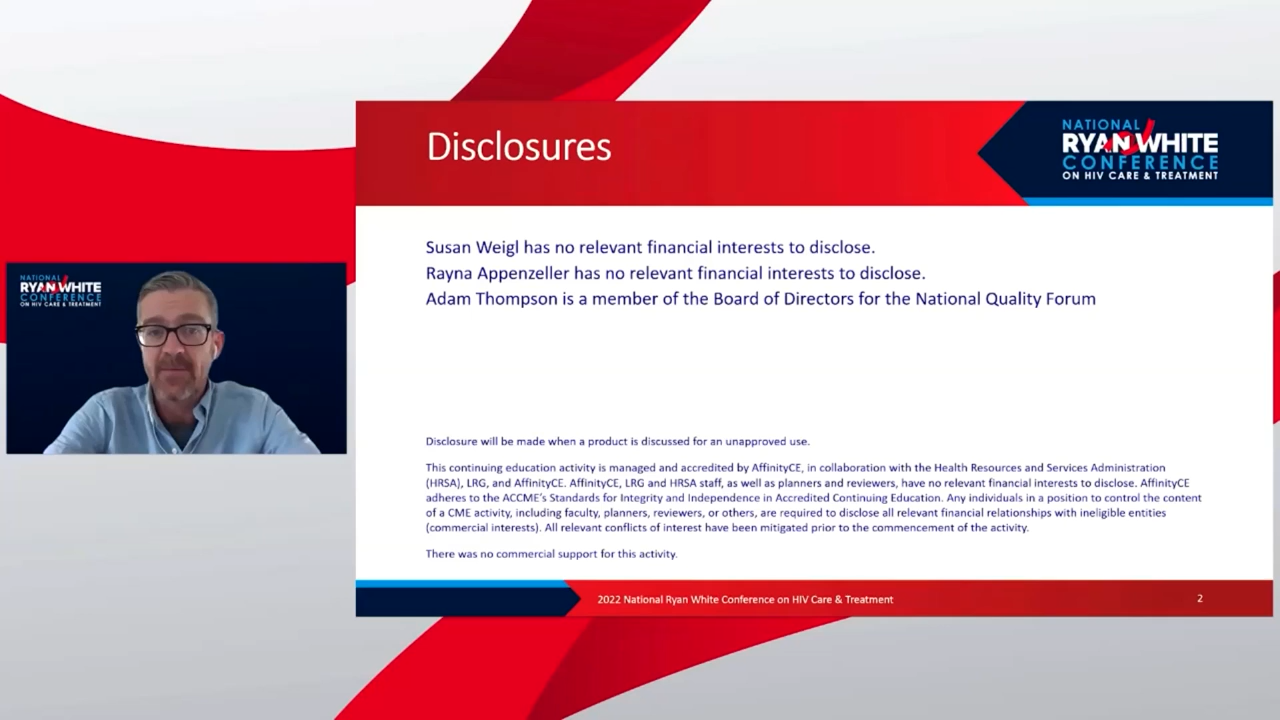 NATIONAL
RYAN WHITE
CONFERENCE
ON HIV CARE & TREATMENT
Disclosures
NATIONAL
RYAN WHITE
CONFERENCE
ON HIV CARE & TREATMENT
Susan Weigl has no relevant financial interests to disclose.
Rayna Appenzeller has no relevant financial interests to disclose.
Adam Thompson is a member of the Board of Directors for the National Quality Forum
Disclosure will be made when a product is discussed for an unapproved use.
This continuing education activity is managed and accredited by AffinityCE, in collaboration with the Health Resources and Services Administration
(HRSA), LRG, and AffinityCE. AffinityCE, LRG and HRSA staff, as well as planners and reviewers, have no relevant financial interests to disclose. AffinityCE
adheres to the ACCME's Standards for Integrity and Independence in Accredited Continuing Education. Any individuals in a position to control the content
of a CME activity, including faculty, planners, reviewers, or others, are required to disclose all relevant financial relationships with ineligible entities
(commercial interests). All relevant conflicts of interest have been mitigated prior to the commencement of the activity.
There was no commercial support for this activity.
2022 National Ryan White Conference on HIV Care & Treatment
2